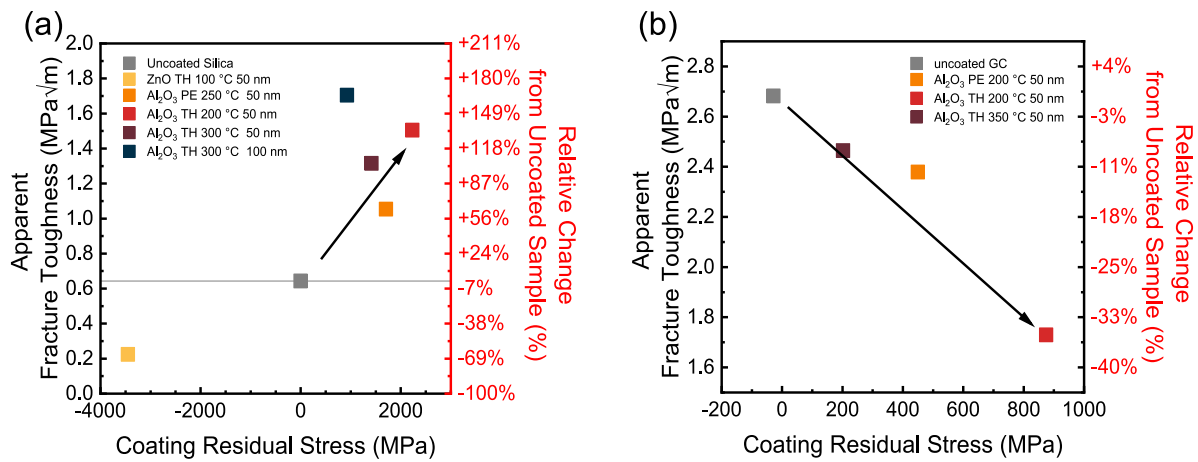 (a)
2.0
1.8
1.6
1.4
1.2
1.0
0.8
0.6
0.4
0.2
0.0
Apparent
Fracture Toughness (MPa√m)
Uncoated Silica
ZnO TH 100 °C 50 nm
Al₂O₃ PE 250 °C 50 nm
Al₂O₃ TH 200 °C 50 nm
Al₂O₃ TH 300 °C 50 nm
Al₂O₃ TH 300 °C 100 nm
+211%
+180%
+149%
+118%
+87%
+56%
+24%
-7%
-38%
-69%
-100%
Relative Change
from Uncoated Sample (%)
-4000 -2000 0 2000
Coating Residual Stress (MPa)
(b)
2.8
2.6
2.4
2.2
2.0
1.8
1.6
Apparent
Fracture Toughness (MPa√m)
uncoated GC
Al₂O₃ PE 200 °C 50 nm
Al₂O₃ TH 200 °C 50 nm
Al₂O₃ TH 350 °C 50 nm
+4%
-3%
-11%
-18%
-25%
-33%
-40%
Relative Change
from Uncoated Sample (%)
-200 0 200 400 600 800 1000
Coating Residual Stress (MPa)